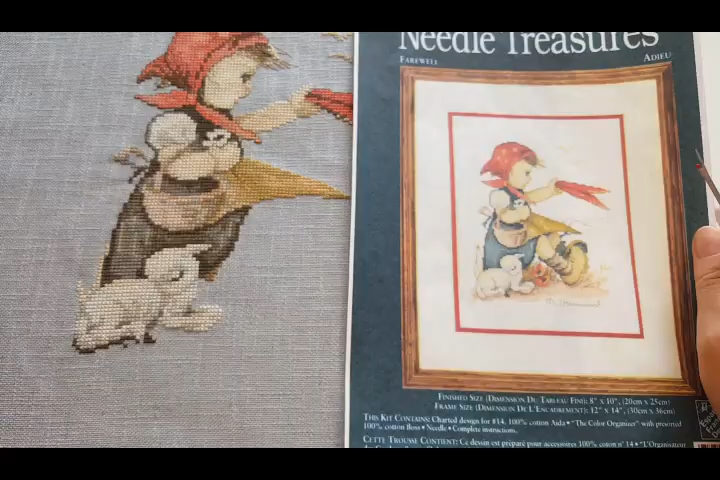 Needle Treasures
FAREWELL
ADIEU
FINISHED SIZE (DIMENSION DU TABLEAU FINI): 8" X 10", (20cm x 25cm)
FRAME SIZE (DIMENSION DE L'ENCADREMENT): 12" X 14", (30cm x 36cm)
THIS KIT CONTAINS: Charted design for #14, 100% cotton Aida • "The Color Organizer" with presorted
100% cotton floss • Needle • Complete instructions.
CETTE TROUSSE CONTIENT: Ce dessin est préparé pour accessoires 100% coton nº 14 • "L'Organisateur